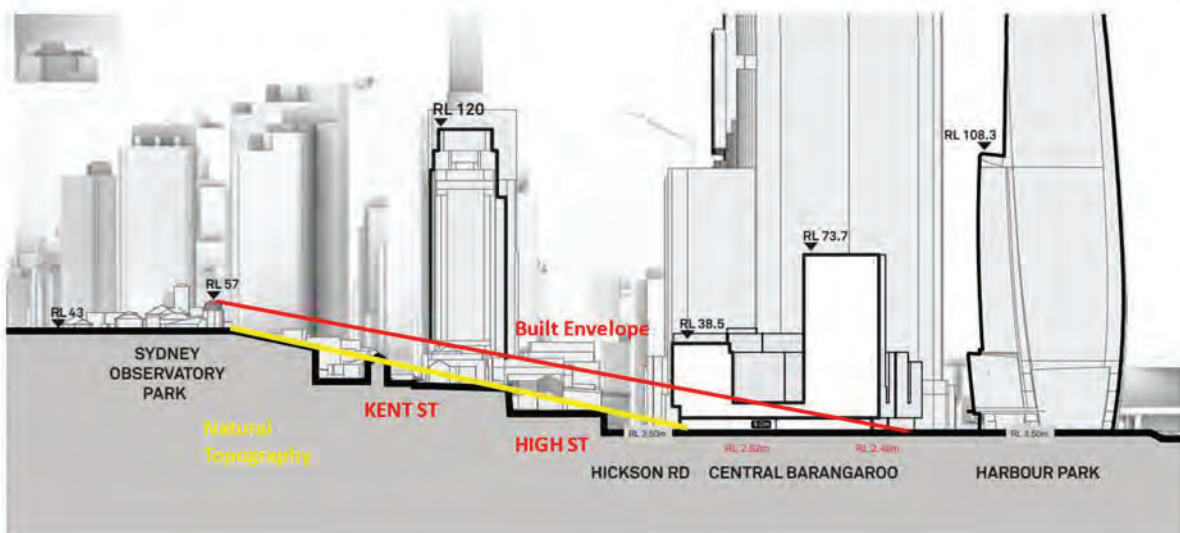 RL 120
RL 108.3
RL 73.7
RL 57
RL 43
Built Envelope
RL 38.5
SYDNEY
OBSERVATORY
PARK
KENT ST
Natural
Topography
HIGH ST
RL 3.50m
RL 2.62m
RL 2.46m
RL 3.50m
HICKSON RD
CENTRAL BARANGAROO
HARBOUR PARK